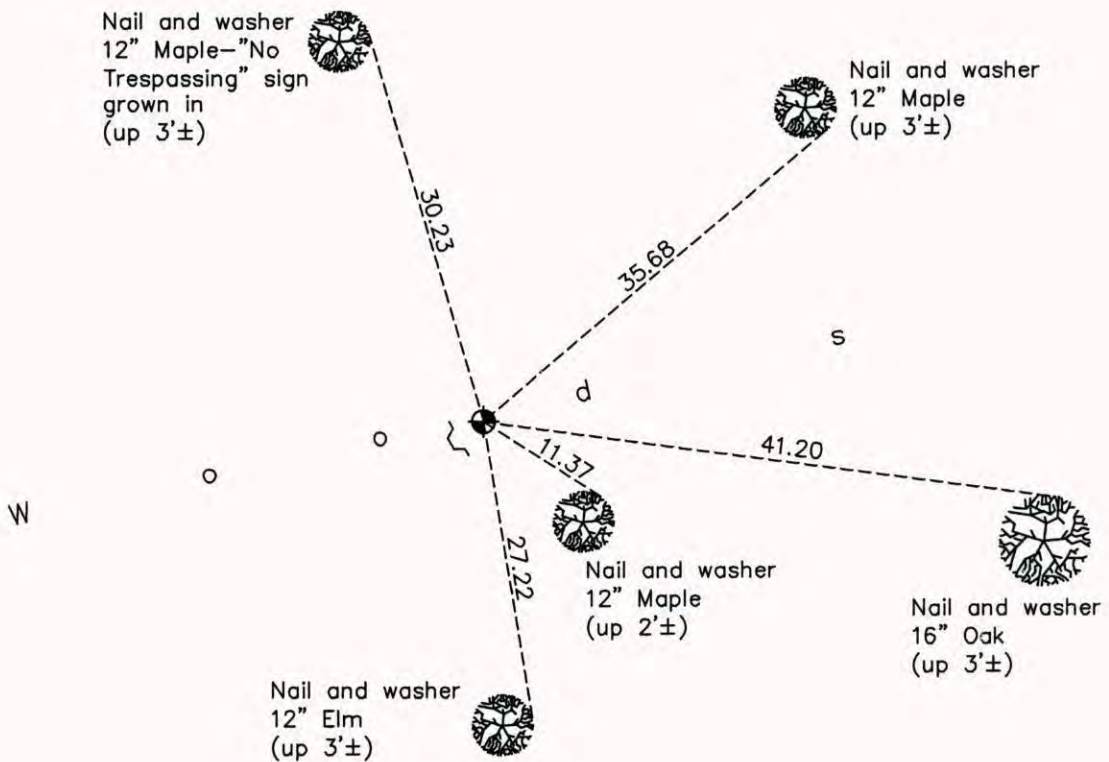 Nail and washer
12" Maple–"No
Trespassing" sign
grown in
(up 3'±)
Nail and washer
12" Maple
(up 3'±)
30.23
35.68
s
d
41.20
11.37
o
o
W
27.22
Nail and washer
12" Maple
(up 2'±)
Nail and washer
16" Oak
(up 3'±)
Nail and washer
12" Elm
(up 3'±)